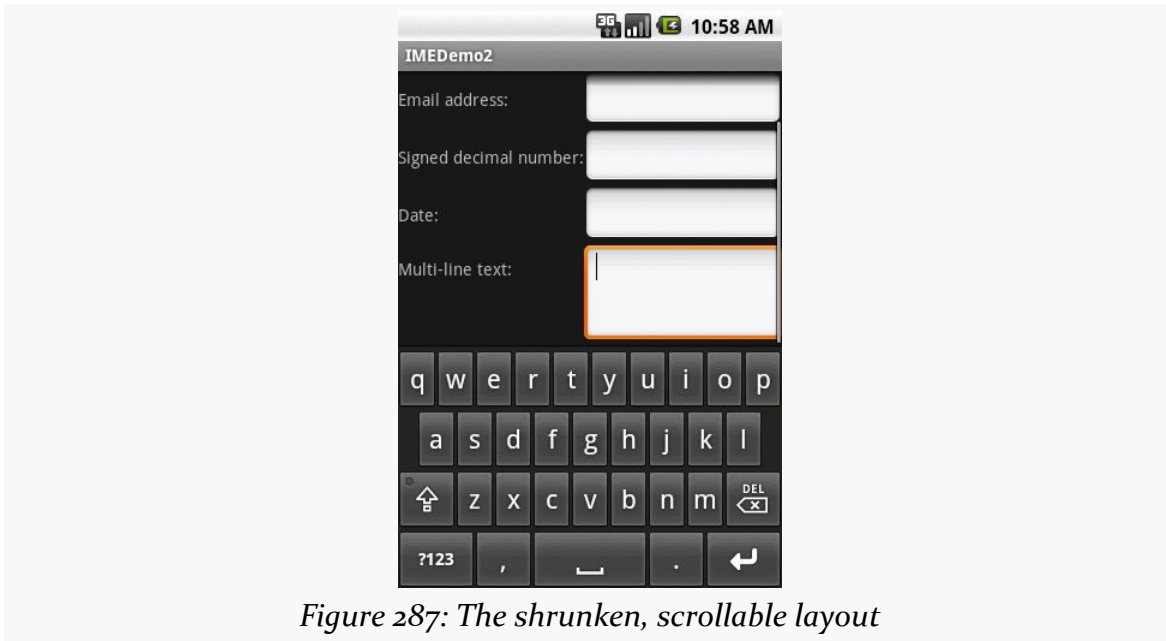 3G 10:58 AM
IMEDemo2
Email address:
Signed decimal number:
Date:
Multi-line text:
q w e r t y u i o p
a s d f g h j k l
z x c v b n m DEL
?123 , .
Figure 287: The shrunken, scrollable layout